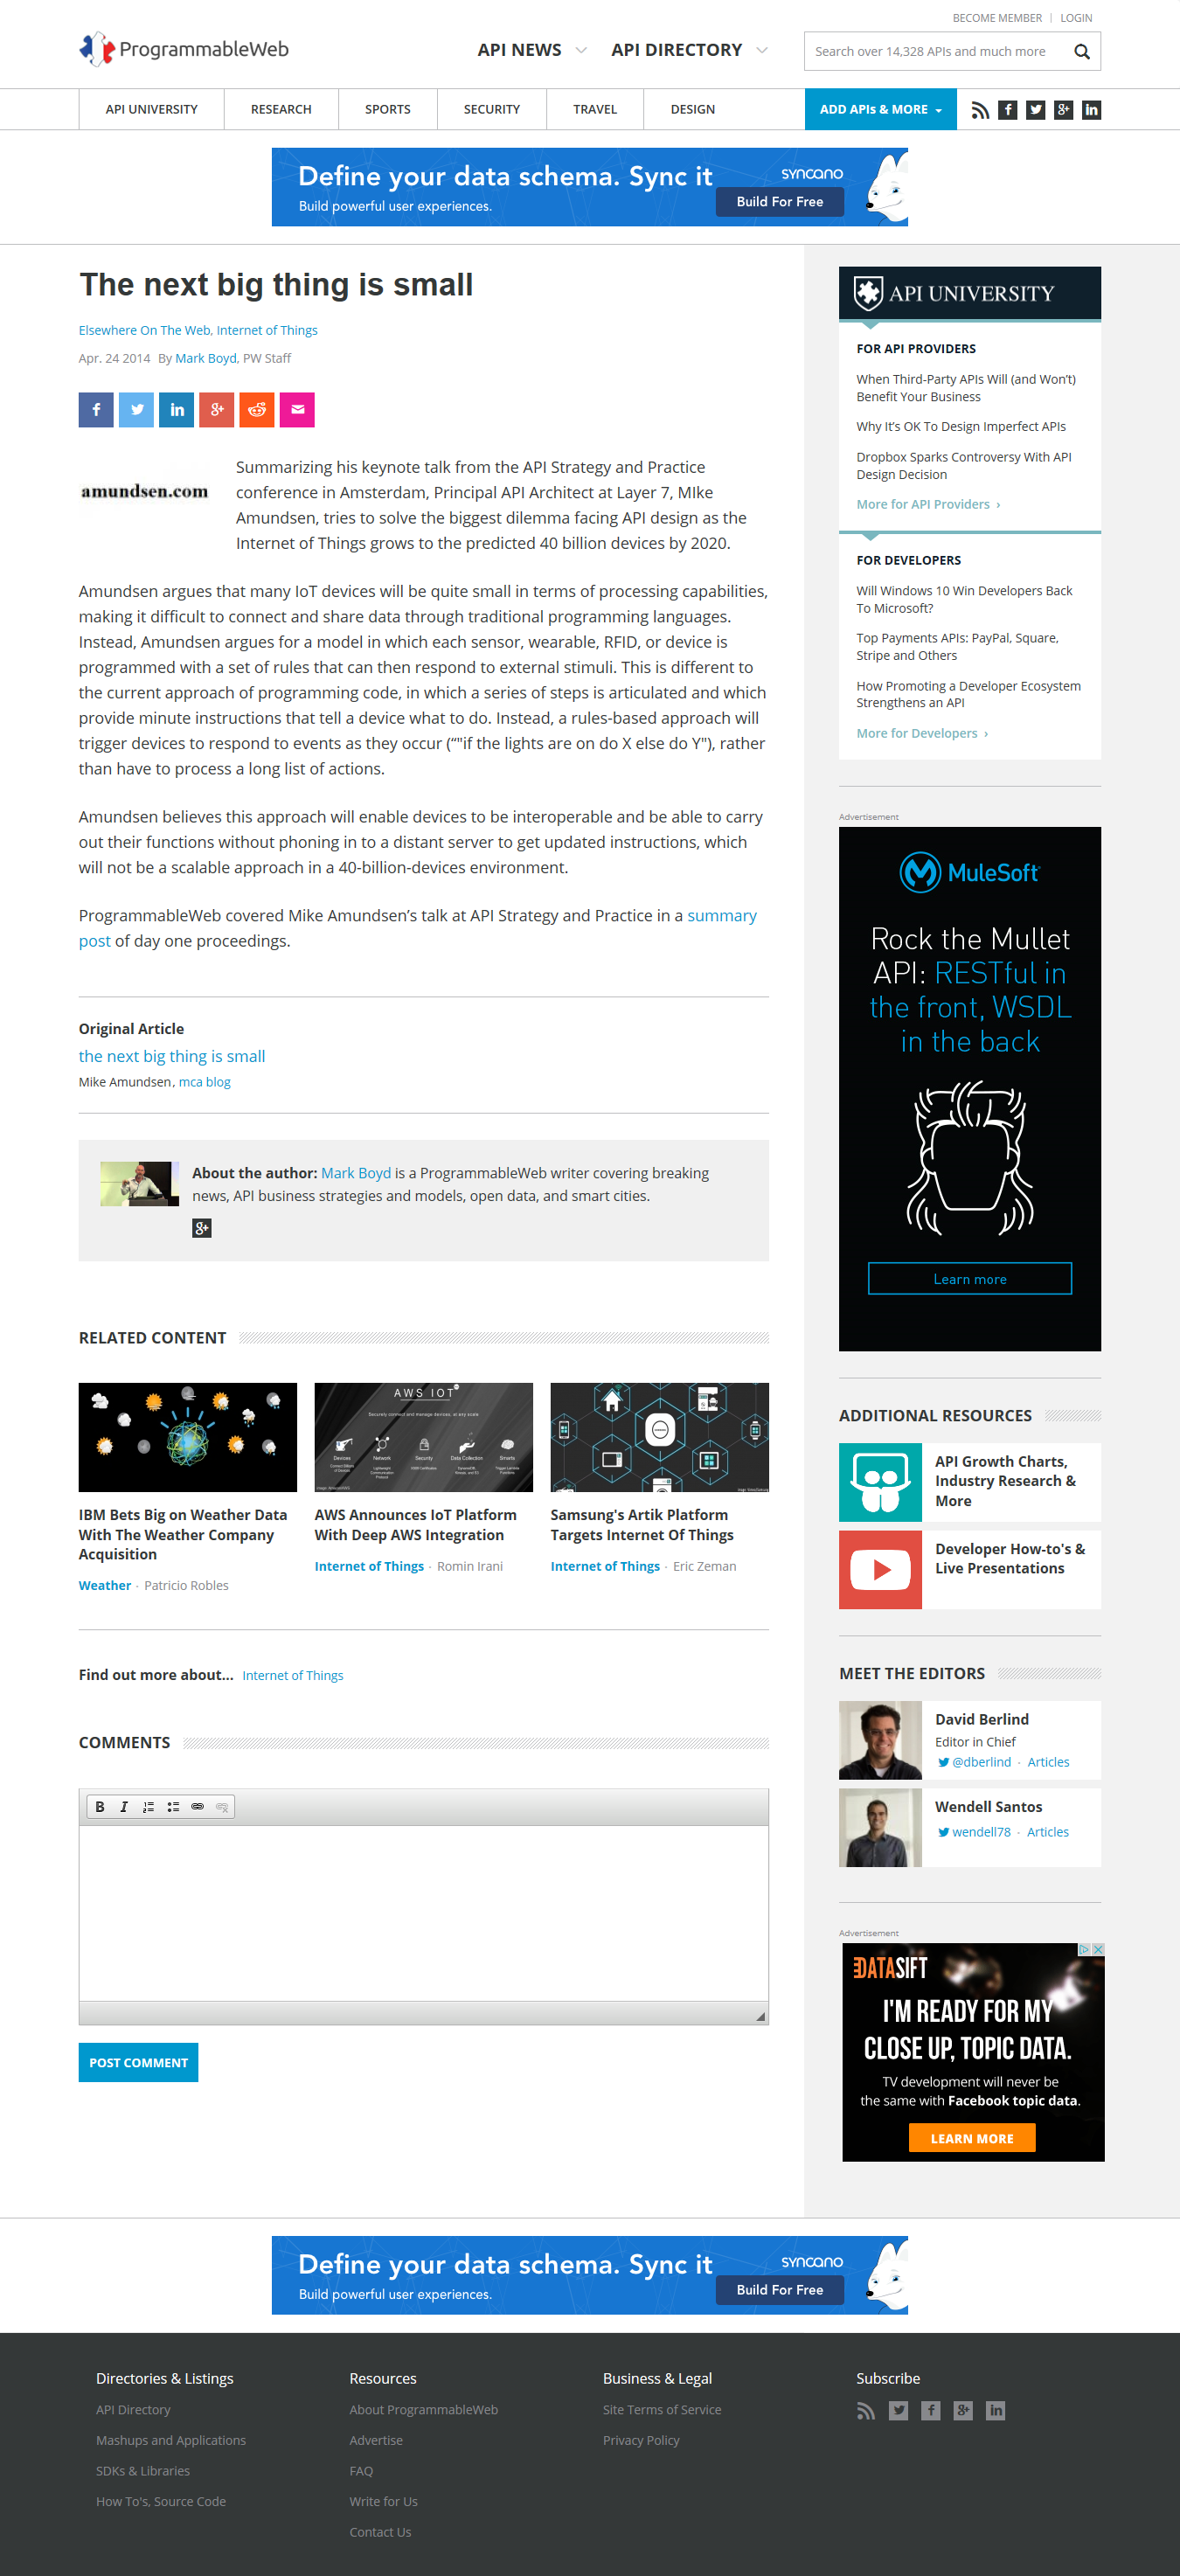 BECOME MEMBER | LOGIN
ProgrammableWeb
API NEWS
API DIRECTORY
Search over 14,328 APIs and much more
API UNIVERSITY
RESEARCH
SPORTS
SECURITY
TRAVEL
DESIGN
ADD APIs & MORE
Define your data schema. Sync it
Build powerful user experiences.
syncano
Build For Free
The next big thing is small
Elsewhere On The Web, Internet of Things
Apr. 24 2014 By Mark Boyd, PW Staff
amundsen.com
Summarizing his keynote talk from the API Strategy and Practice
conference in Amsterdam, Principal API Architect at Layer 7, MIke
Amundsen, tries to solve the biggest dilemma facing API design as the
Internet of Things grows to the predicted 40 billion devices by 2020.
Amundsen argues that many IoT devices will be quite small in terms of processing capabilities,
making it difficult to connect and share data through traditional programming languages.
Instead, Amundsen argues for a model in which each sensor, wearable, RFID, or device is
programmed with a set of rules that can then respond to external stimuli. This is different to
the current approach of programming code, in which a series of steps is articulated and which
provide minute instructions that tell a device what to do. Instead, a rules-based approach will
trigger devices to respond to events as they occur (“"if the lights are on do X else do Y"), rather
than have to process a long list of actions.
Amundsen believes this approach will enable devices to be interoperable and be able to carry
out their functions without phoning in to a distant server to get updated instructions, which
will not be a scalable approach in a 40-billion-devices environment.
ProgrammableWeb covered Mike Amundsen’s talk at API Strategy and Practice in a summary
post of day one proceedings.
Original Article
the next big thing is small
Mike Amundsen, mca blog
About the author: Mark Boyd is a ProgrammableWeb writer covering breaking
news, API business strategies and models, open data, and smart cities.
RELATED CONTENT
AWS IOT
Securely connect and manage devices, at any scale
Devices
Network
Security
Data Collection
Smarts
IBM Bets Big on Weather Data
With The Weather Company
Acquisition
Weather · Patricio Robles
AWS Announces IoT Platform
With Deep AWS Integration
Internet of Things · Romin Irani
Samsung's Artik Platform
Targets Internet Of Things
Internet of Things · Eric Zeman
Find out more about... Internet of Things
COMMENTS
POST COMMENT
API UNIVERSITY
FOR API PROVIDERS
When Third-Party APIs Will (and Won’t)
Benefit Your Business
Why It’s OK To Design Imperfect APIs
Dropbox Sparks Controversy With API
Design Decision
More for API Providers ›
FOR DEVELOPERS
Will Windows 10 Win Developers Back
To Microsoft?
Top Payments APIs: PayPal, Square,
Stripe and Others
How Promoting a Developer Ecosystem
Strengthens an API
More for Developers ›
Advertisement
MuleSoft
Rock the Mullet
API: RESTful in
the front, WSDL
in the back
Learn more
ADDITIONAL RESOURCES
API Growth Charts,
Industry Research &
More
Developer How-to's &
Live Presentations
MEET THE EDITORS
David Berlind
Editor in Chief
@dberlind · Articles
Wendell Santos
wendell78 · Articles
Advertisement
DATASIFT
I'M READY FOR MY
CLOSE UP, TOPIC DATA.
TV development will never be
the same with Facebook topic data.
LEARN MORE
Define your data schema. Sync it
Build powerful user experiences.
syncano
Build For Free
Directories & Listings
API Directory
Mashups and Applications
SDKs & Libraries
How To's, Source Code
Resources
About ProgrammableWeb
Advertise
FAQ
Write for Us
Contact Us
Business & Legal
Site Terms of Service
Privacy Policy
Subscribe